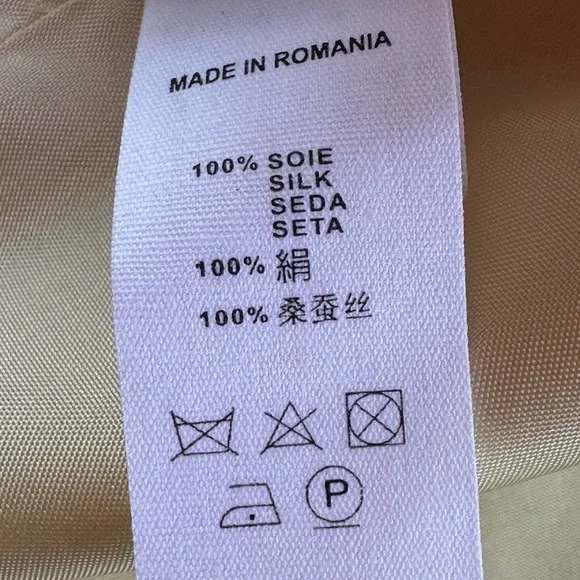 MADE IN ROMANIA
100% SOIE
SILK
SEDA
SETA
100% 絹
100% 桑蚕丝
P